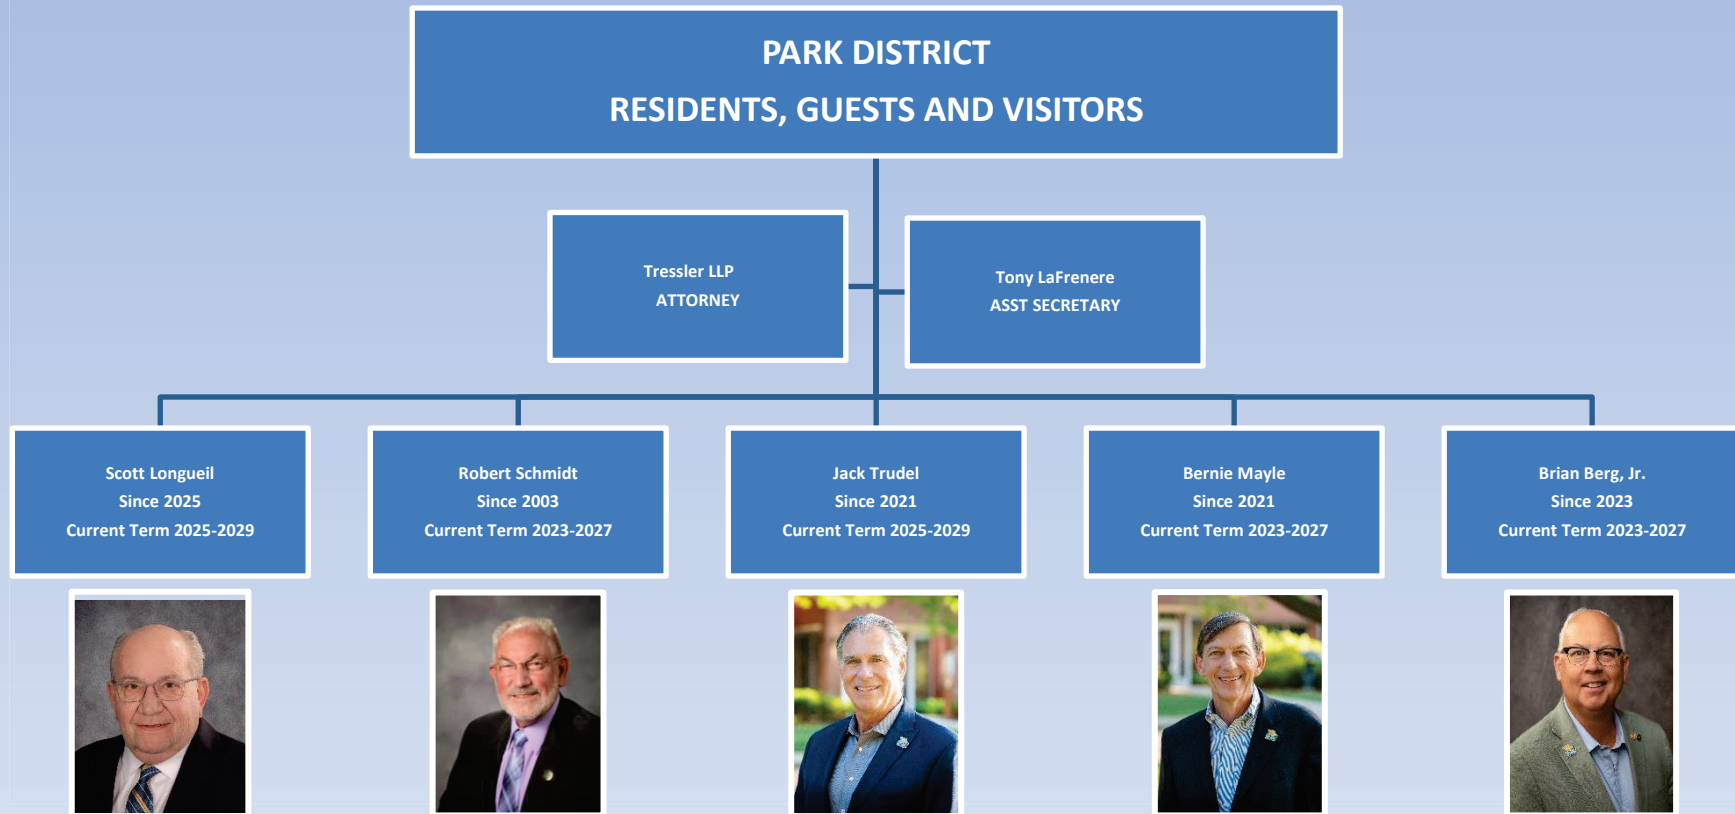 PARK DISTRICT
RESIDENTS, GUESTS AND VISITORS
Tressler LLP
ATTORNEY
Tony LaFrenere
ASST SECRETARY
Scott Longueil
Since 2025
Current Term 2025-2029
Robert Schmidt
Since 2003
Current Term 2023-2027
Jack Trudel
Since 2021
Current Term 2025-2029
Bernie Mayle
Since 2021
Current Term 2023-2027
Brian Berg, Jr.
Since 2023
Current Term 2023-2027